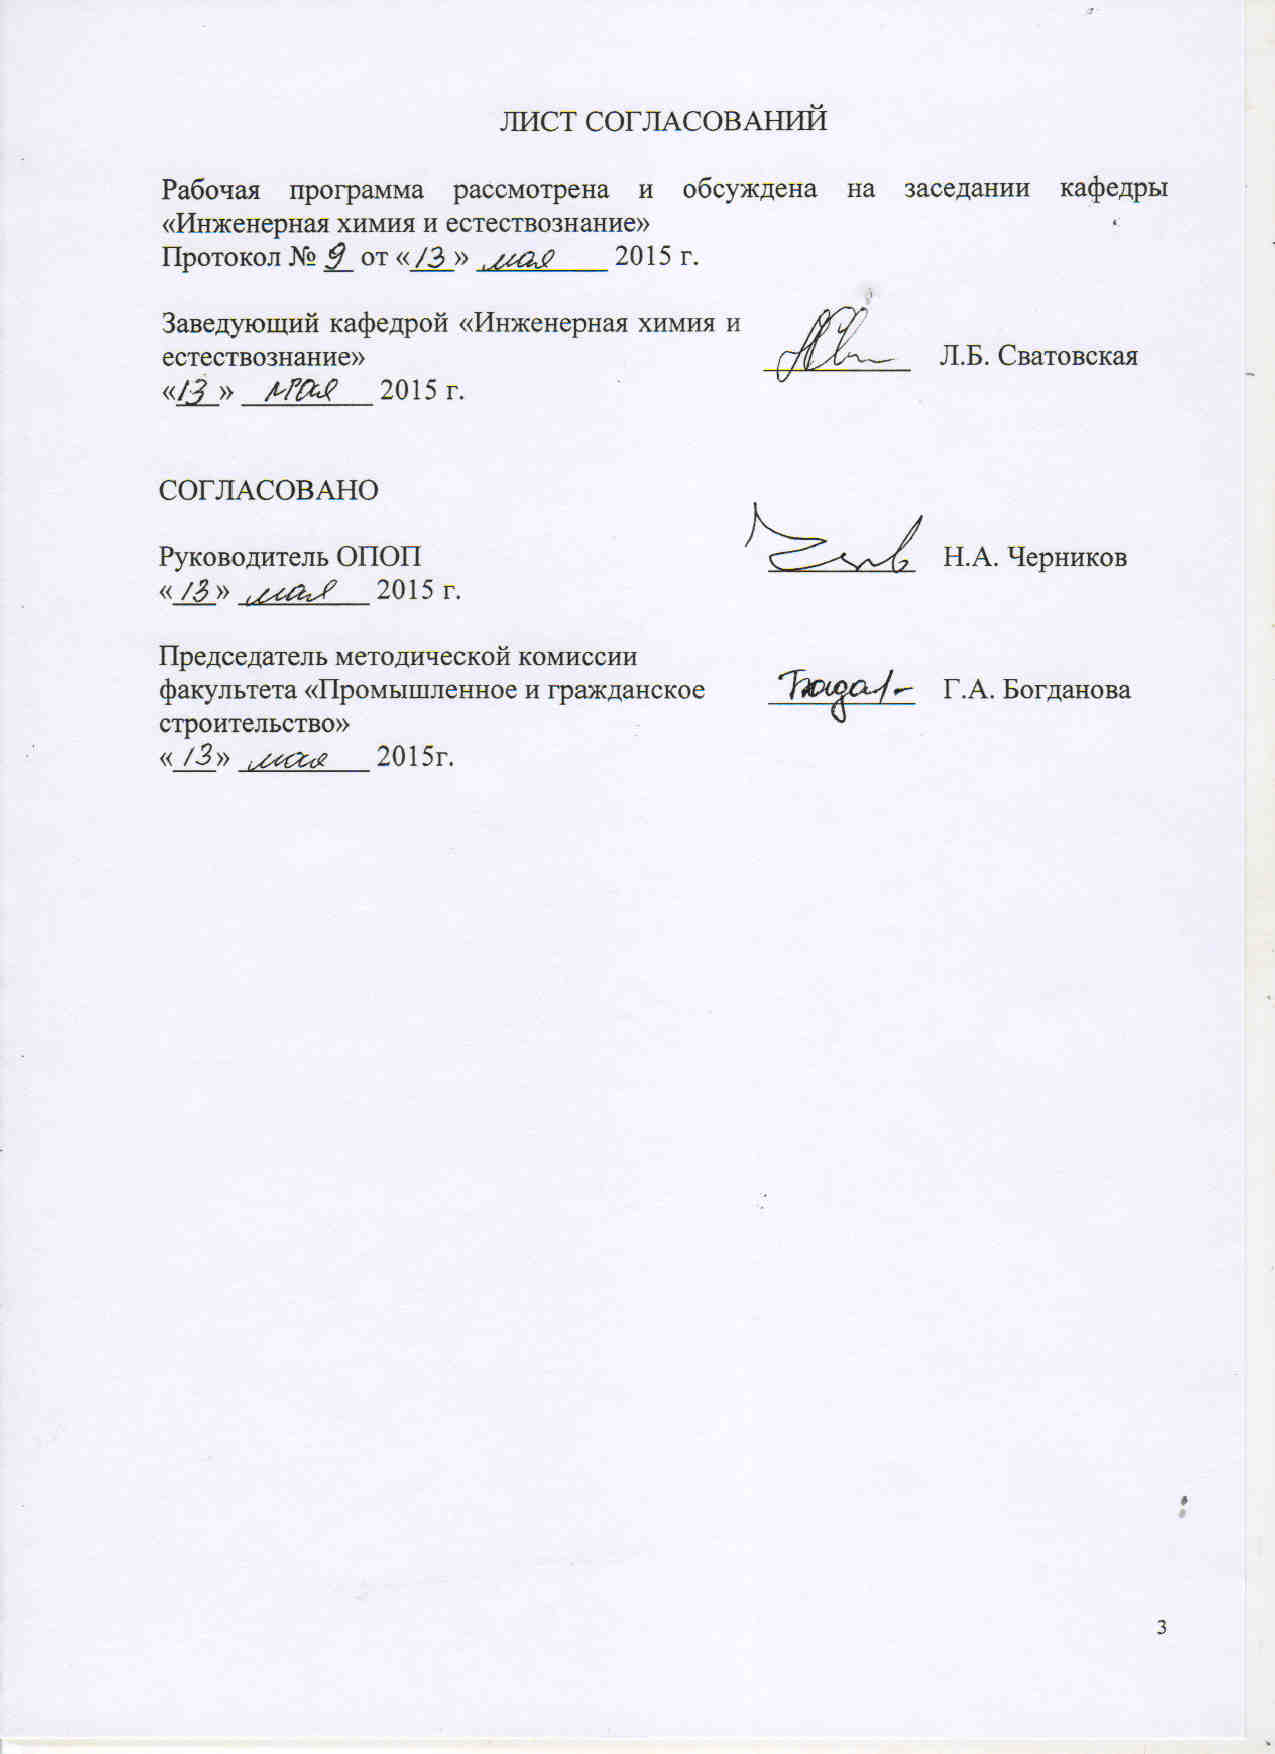 ЛИСТ СОГЛАСОВАНИЙ
Рабочая программа рассмотрена и обсуждена на заседании кафедры
«Инженерная химия и естествознание»
Протокол № 9 от «13» мая 2015 г.
Заведующий кафедрой «Инженерная химия и
естествознание» Л.Б. Сватовская
«13» мая 2015 г.
СОГЛАСОВАНО
Руководитель ОПОП Н.А. Черников
«13» мая 2015 г.
Председатель методической комиссии
факультета «Промышленное и гражданское Г.А. Богданова
строительство»
«13» мая 2015г.
3